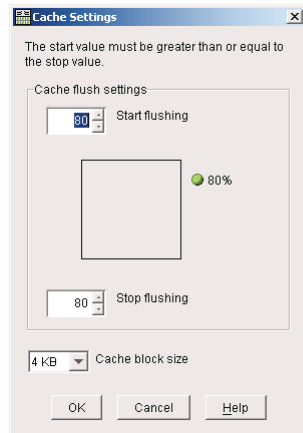 Cache Settings
The start value must be greater than or equal to
the stop value.
Cache flush settings
80 Start flushing
80%
80 Stop flushing
4 KB Cache block size
OK Cancel Help